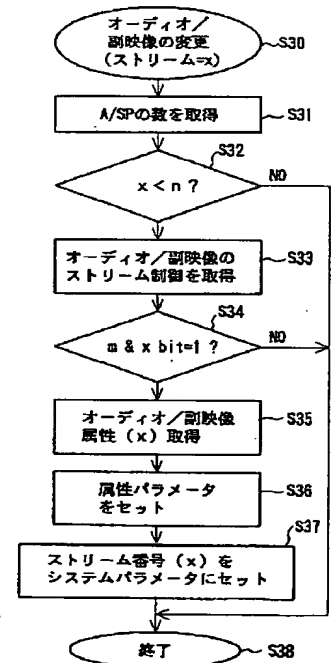 オーディオ/
副映像の変更
(ストリーム=x)
S30
A/SPの数を取得
S31
S32
x < n ?
NO
オーディオ/副映像の
ストリーム制御を取得
S33
S34
m & x bit=1 ?
NO
オーディオ/副映像
属性(x)取得
S35
属性パラメータ
をセット
S36
S37
ストリーム番号(x)を
システムパラメータにセット
終了
S38